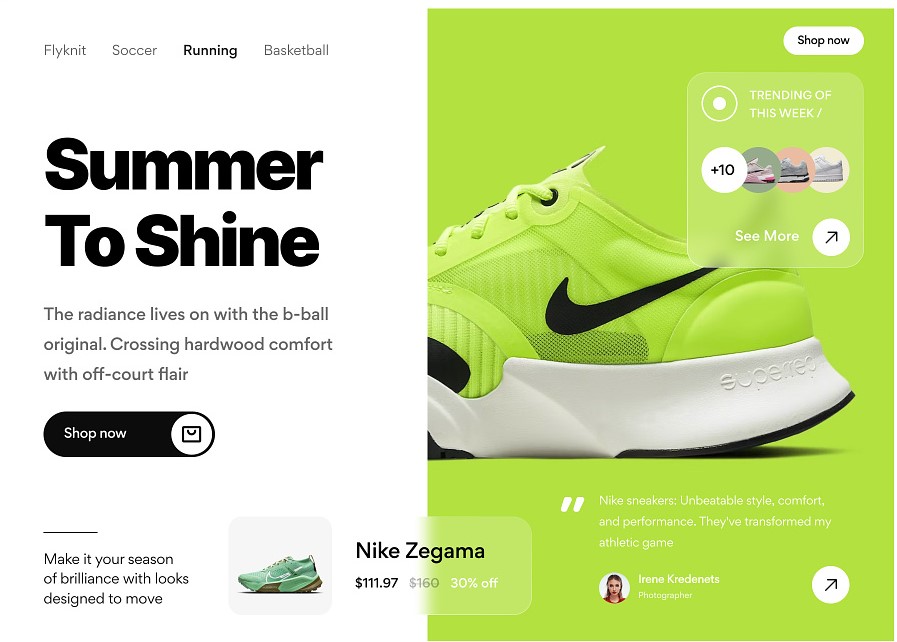 Flyknit Soccer Running Basketball
Shop now
TRENDING OF
THIS WEEK /
+10
See More
Summer
To Shine
The radiance lives on with the b-ball
original. Crossing hardwood comfort
with off-court flair
Shop now
superrep
Make it your season
of brilliance with looks
designed to move
Nike Zegama
$111.97 $160 30% off
Nike sneakers: Unbeatable style, comfort,
and performance. They've transformed my
athletic game
Irene Kredenets
Photographer